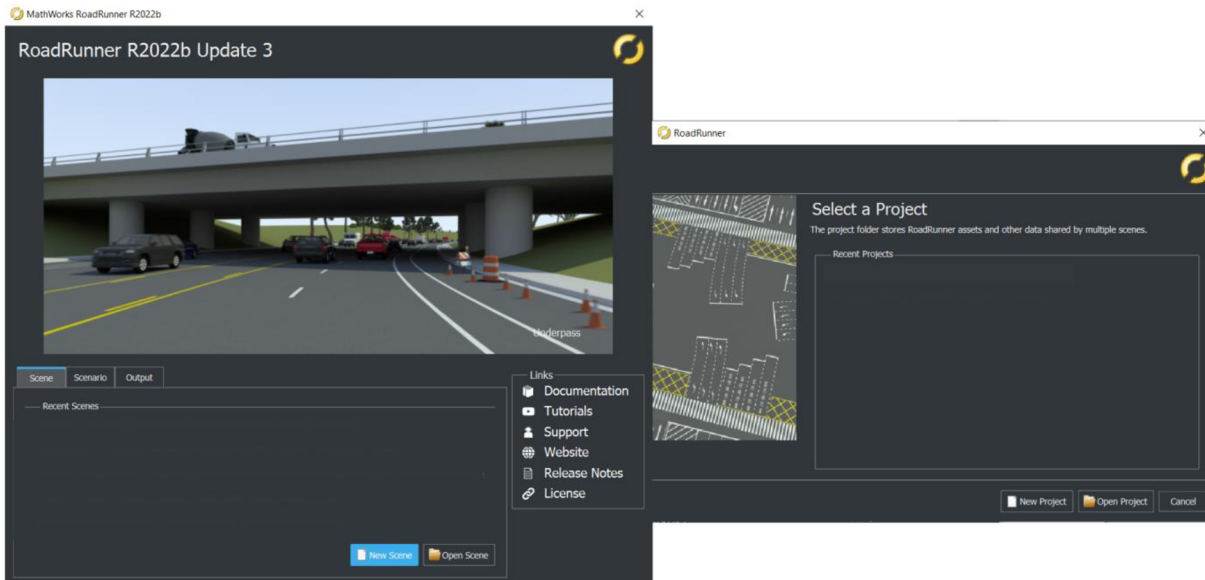 MathWorks RoadRunner R2022b
RoadRunner R2022b Update 3
Underpass
Scene
Scenario
Output
Recent Scenes
New Scene
Open Scene
Links
Documentation
Tutorials
Support
Website
Release Notes
License
RoadRunner
Select a Project
The project folder stores RoadRunner assets and other data shared by multiple scenes.
Recent Projects
New Project
Open Project
Cancel